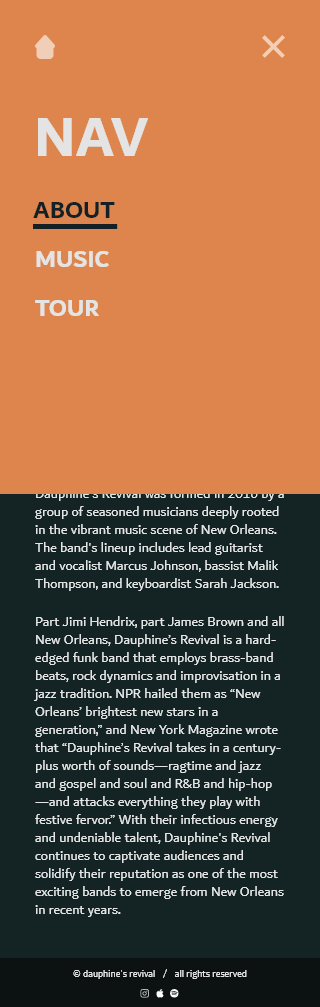 NAV
ABOUT
MUSIC
TOUR
Dauphine's Revival was formed in 2016 by a
group of seasoned musicians deeply rooted
in the vibrant music scene of New Orleans.
The band's lineup includes lead guitarist
and vocalist Marcus Johnson, bassist Malik
Thompson, and keyboardist Sarah Jackson.
Part Jimi Hendrix, part James Brown and all
New Orleans, Dauphine’s Revival is a hard-
edged funk band that employs brass-band
beats, rock dynamics and improvisation in a
jazz tradition. NPR hailed them as “New
Orleans’ brightest new stars in a
generation,” and New York Magazine wrote
that “Dauphine’s Revival takes in a century-
plus worth of sounds—ragtime and jazz
and gospel and soul and R&B and hip-hop
—and attacks everything they play with
festive fervor.” With their infectious energy
and undeniable talent, Dauphine's Revival
continues to captivate audiences and
solidify their reputation as one of the most
exciting bands to emerge from New Orleans
in recent years.
© dauphine's revival / all rights reserved